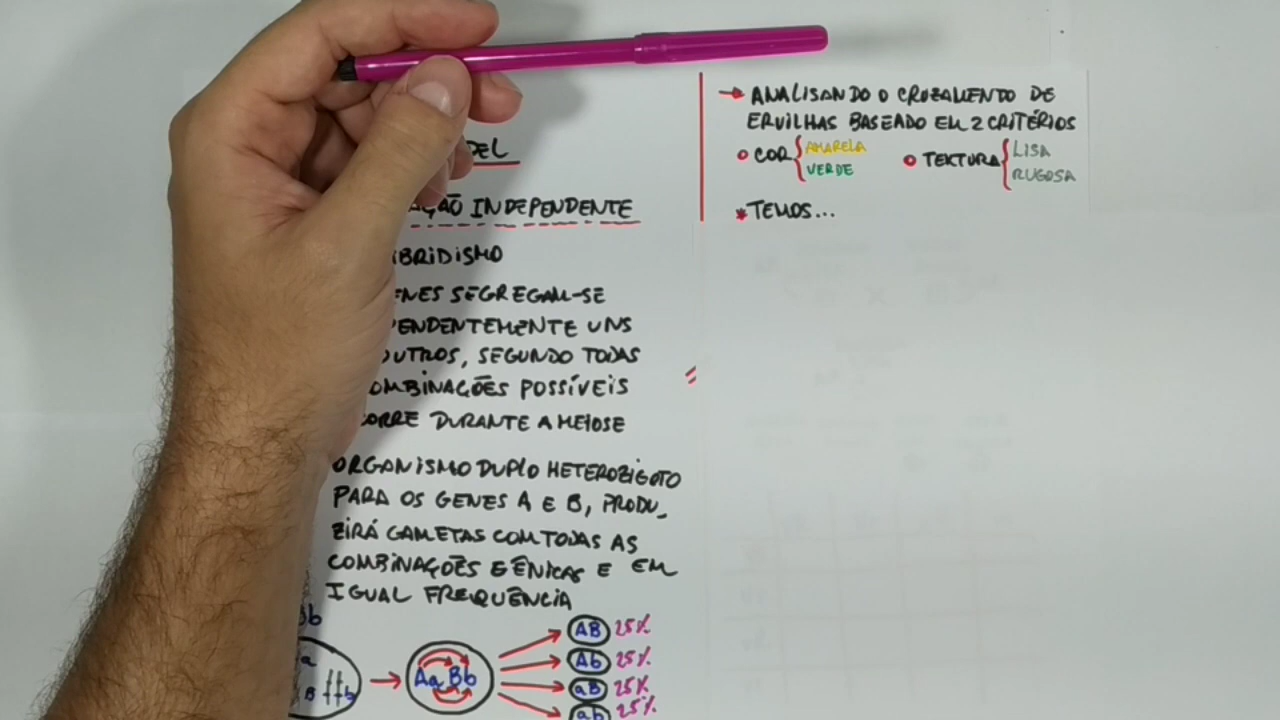 DEL
AÇÃO INDEPENDENTE
IBRIDISMO
ENES SEGREGAM-SE
PENDENTEMENTE UNS
OUTROS, SEGUNDO TODAS
OMBINAÇÕES POSSÍVEIS
ORRE DURANTE A MEIOSE
ORGANISMO DUPLO HETEROZIGOTO
PARA OS GENES A E B, PRODU_
ZIRÁ GAMETAS COM TODAS AS
COMBINAÇÕES GÊNICAS E EM
IGUAL FREQUÊNCIA
Bb
a
B b
Aa Bb
AB 25%
Ab 25%
aB 25%
ab 25%
→ ANALISANDO O CRUZAMENTO DE
ERVILHAS BASEADO EM 2 CRITÉRIOS
COR { AMARELA
VERDE
TEXTURA { LISA
RUGOSA
*TEMOS...